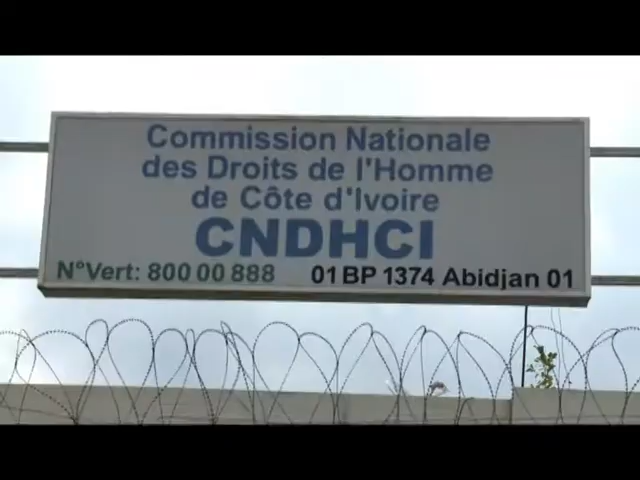 Commission Nationale
des Droits de l'Homme
de Côte d'Ivoire
CNDHCI
N°Vert: 800 00 888 01 BP 1374 Abidjan 01